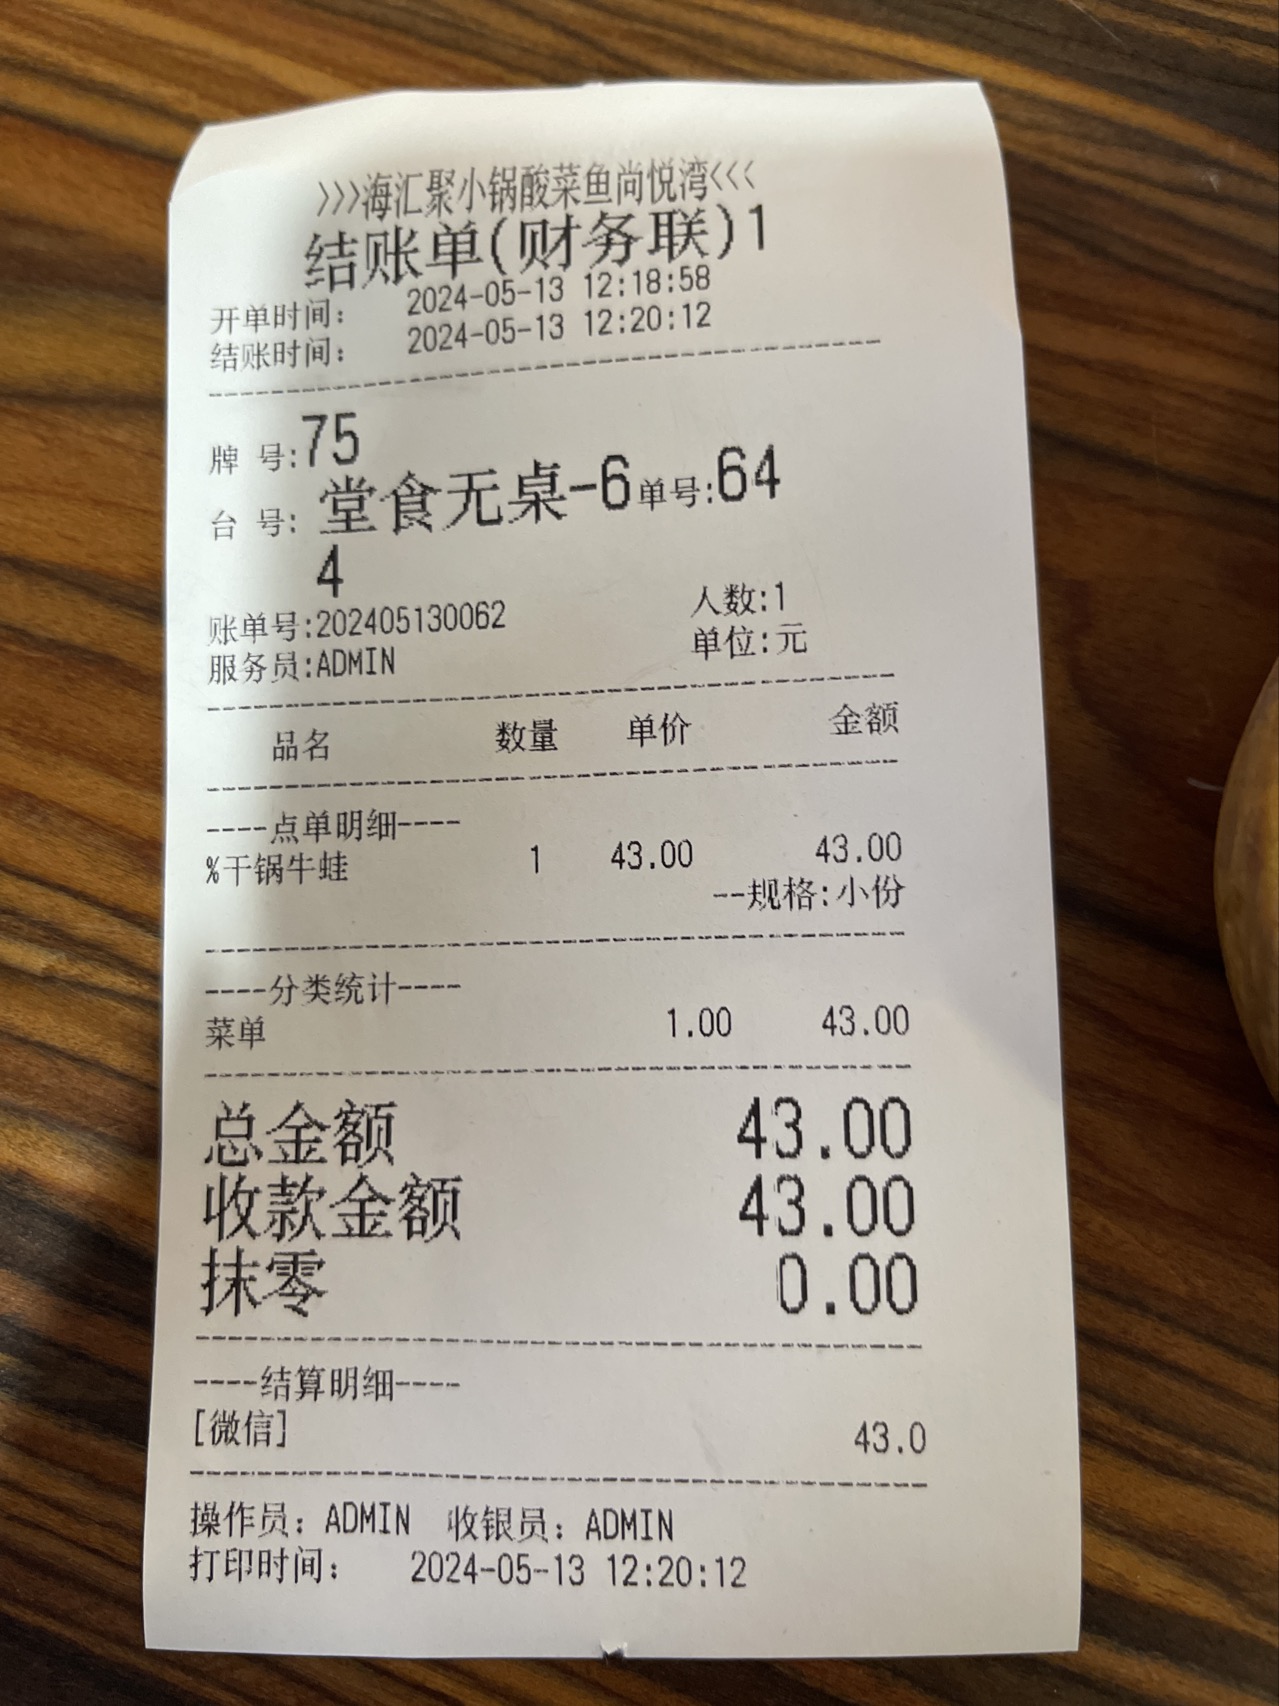 >>>海汇聚小锅酸菜鱼尚悦湾<<<
结账单(财务联)1
开单时间: 2024-05-13 12:18:58
结账时间: 2024-05-13 12:20:12
牌 号:75
台 号: 堂食无桌-6单号:64
4
账单号:202405130062 人数:1
服务员:ADMIN 单位:元
品名 数量 单价 金额
----点单明细----
%干锅牛蛙 1 43.00 43.00
--规格:小份
----分类统计----
菜单 1.00 43.00
总金额 43.00
收款金额 43.00
抹零 0.00
----结算明细----
[微信] 43.0
操作员: ADMIN 收银员: ADMIN
打印时间: 2024-05-13 12:20:12